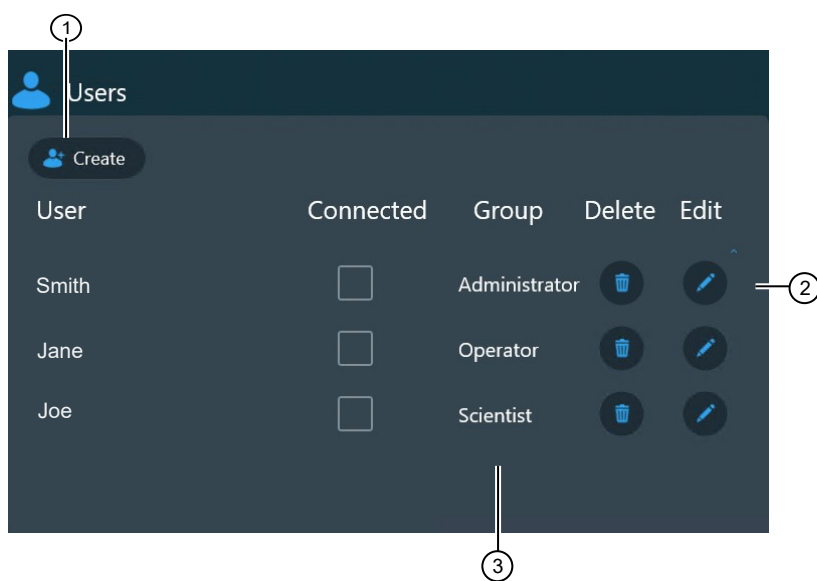 1
Users
Create
User Connected Group Delete Edit
Smith Administrator
2
Jane Operator
Joe Scientist
3